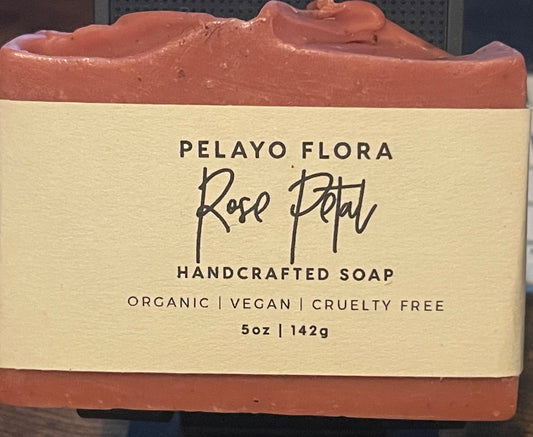 PELAYO FLORA
Rose Petal
HANDCRAFTED SOAP
ORGANIC | VEGAN | CRUELTY FREE
5oz | 142g